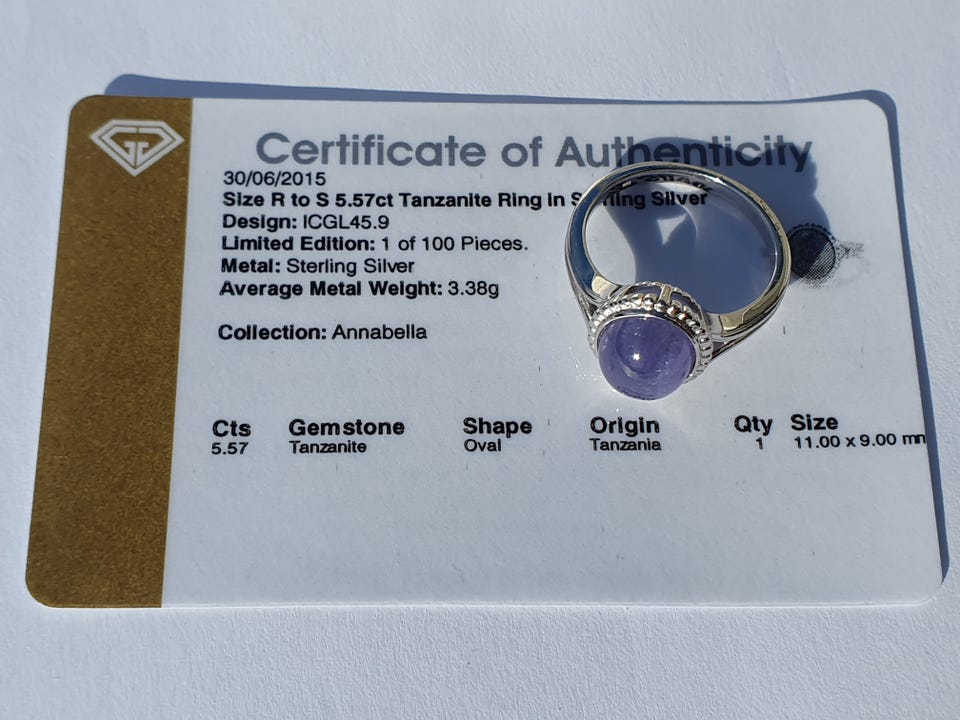 Certificate of Authenticity
30/06/2015
Size R to S 5.57ct Tanzanite Ring in Sterling Silver
Design: ICGL45.9
Limited Edition: 1 of 100 Pieces.
Metal: Sterling Silver
Average Metal Weight: 3.38g
Collection: Annabella
Cts Gemstone Shape Origin Qty Size
5.57 Tanzanite Oval Tanzania 1 11.00 x 9.00 mm